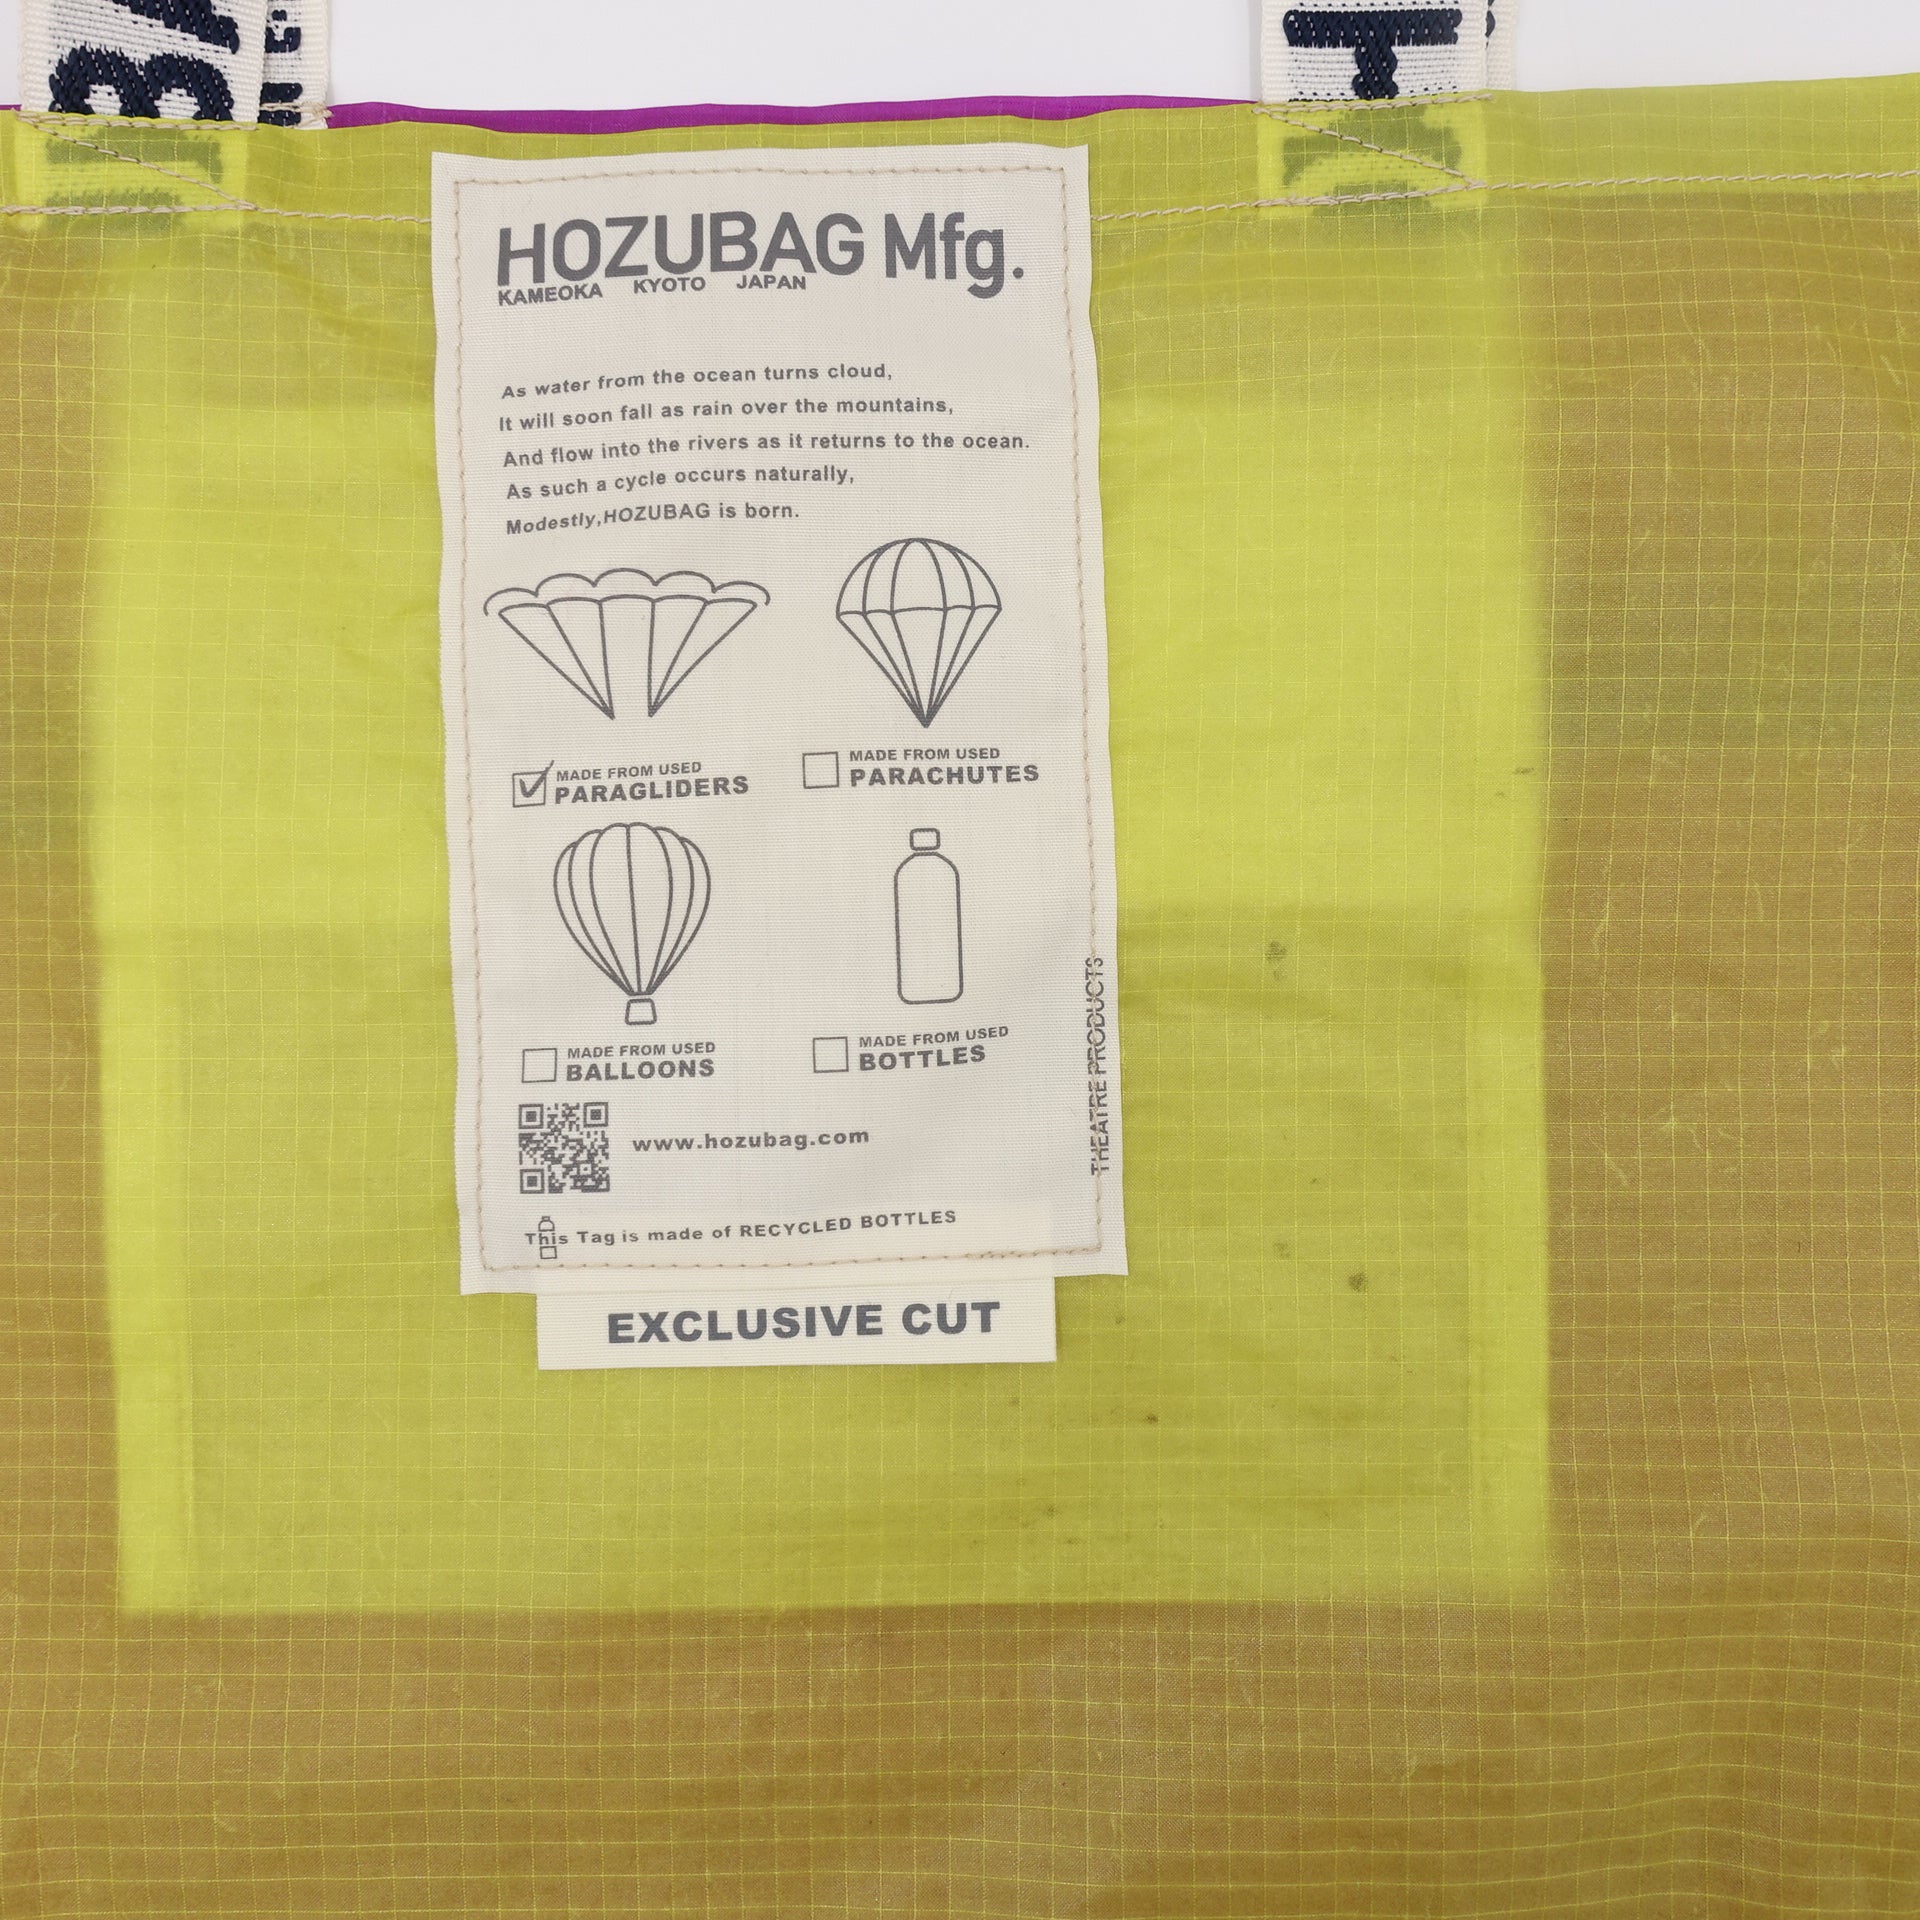 HOZUBAG Mfg.
KAMEOKA KYOTO JAPAN
As water from the ocean turns cloud,
It will soon fall as rain over the mountains,
And flow into the rivers as it returns to the ocean.
As such a cycle occurs naturally,
Modestly,HOZUBAG is born.
MADE FROM USED
PARAGLIDERS
MADE FROM USED
PARACHUTES
MADE FROM USED
BALLOONS
MADE FROM USED
BOTTLES
www.hozubag.com
THEATRE PRODUCTS
This Tag is made of RECYCLED BOTTLES
EXCLUSIVE CUT